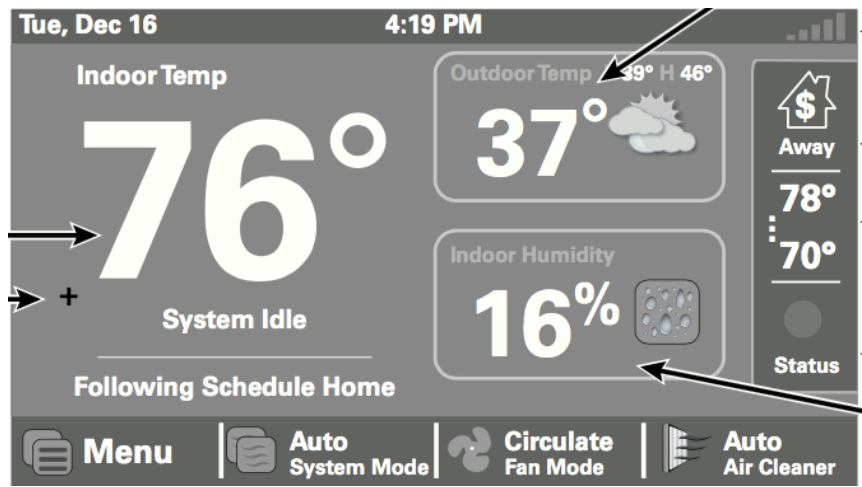 Tue, Dec 16 4:19 PM
Indoor Temp
76°
+
System Idle
Following Schedule Home
Outdoor Temp 39° H 46°
37°
Indoor Humidity
16%
$
Away
78°
70°
Status
Menu
Auto
System Mode
Circulate
Fan Mode
Auto
Air Cleaner